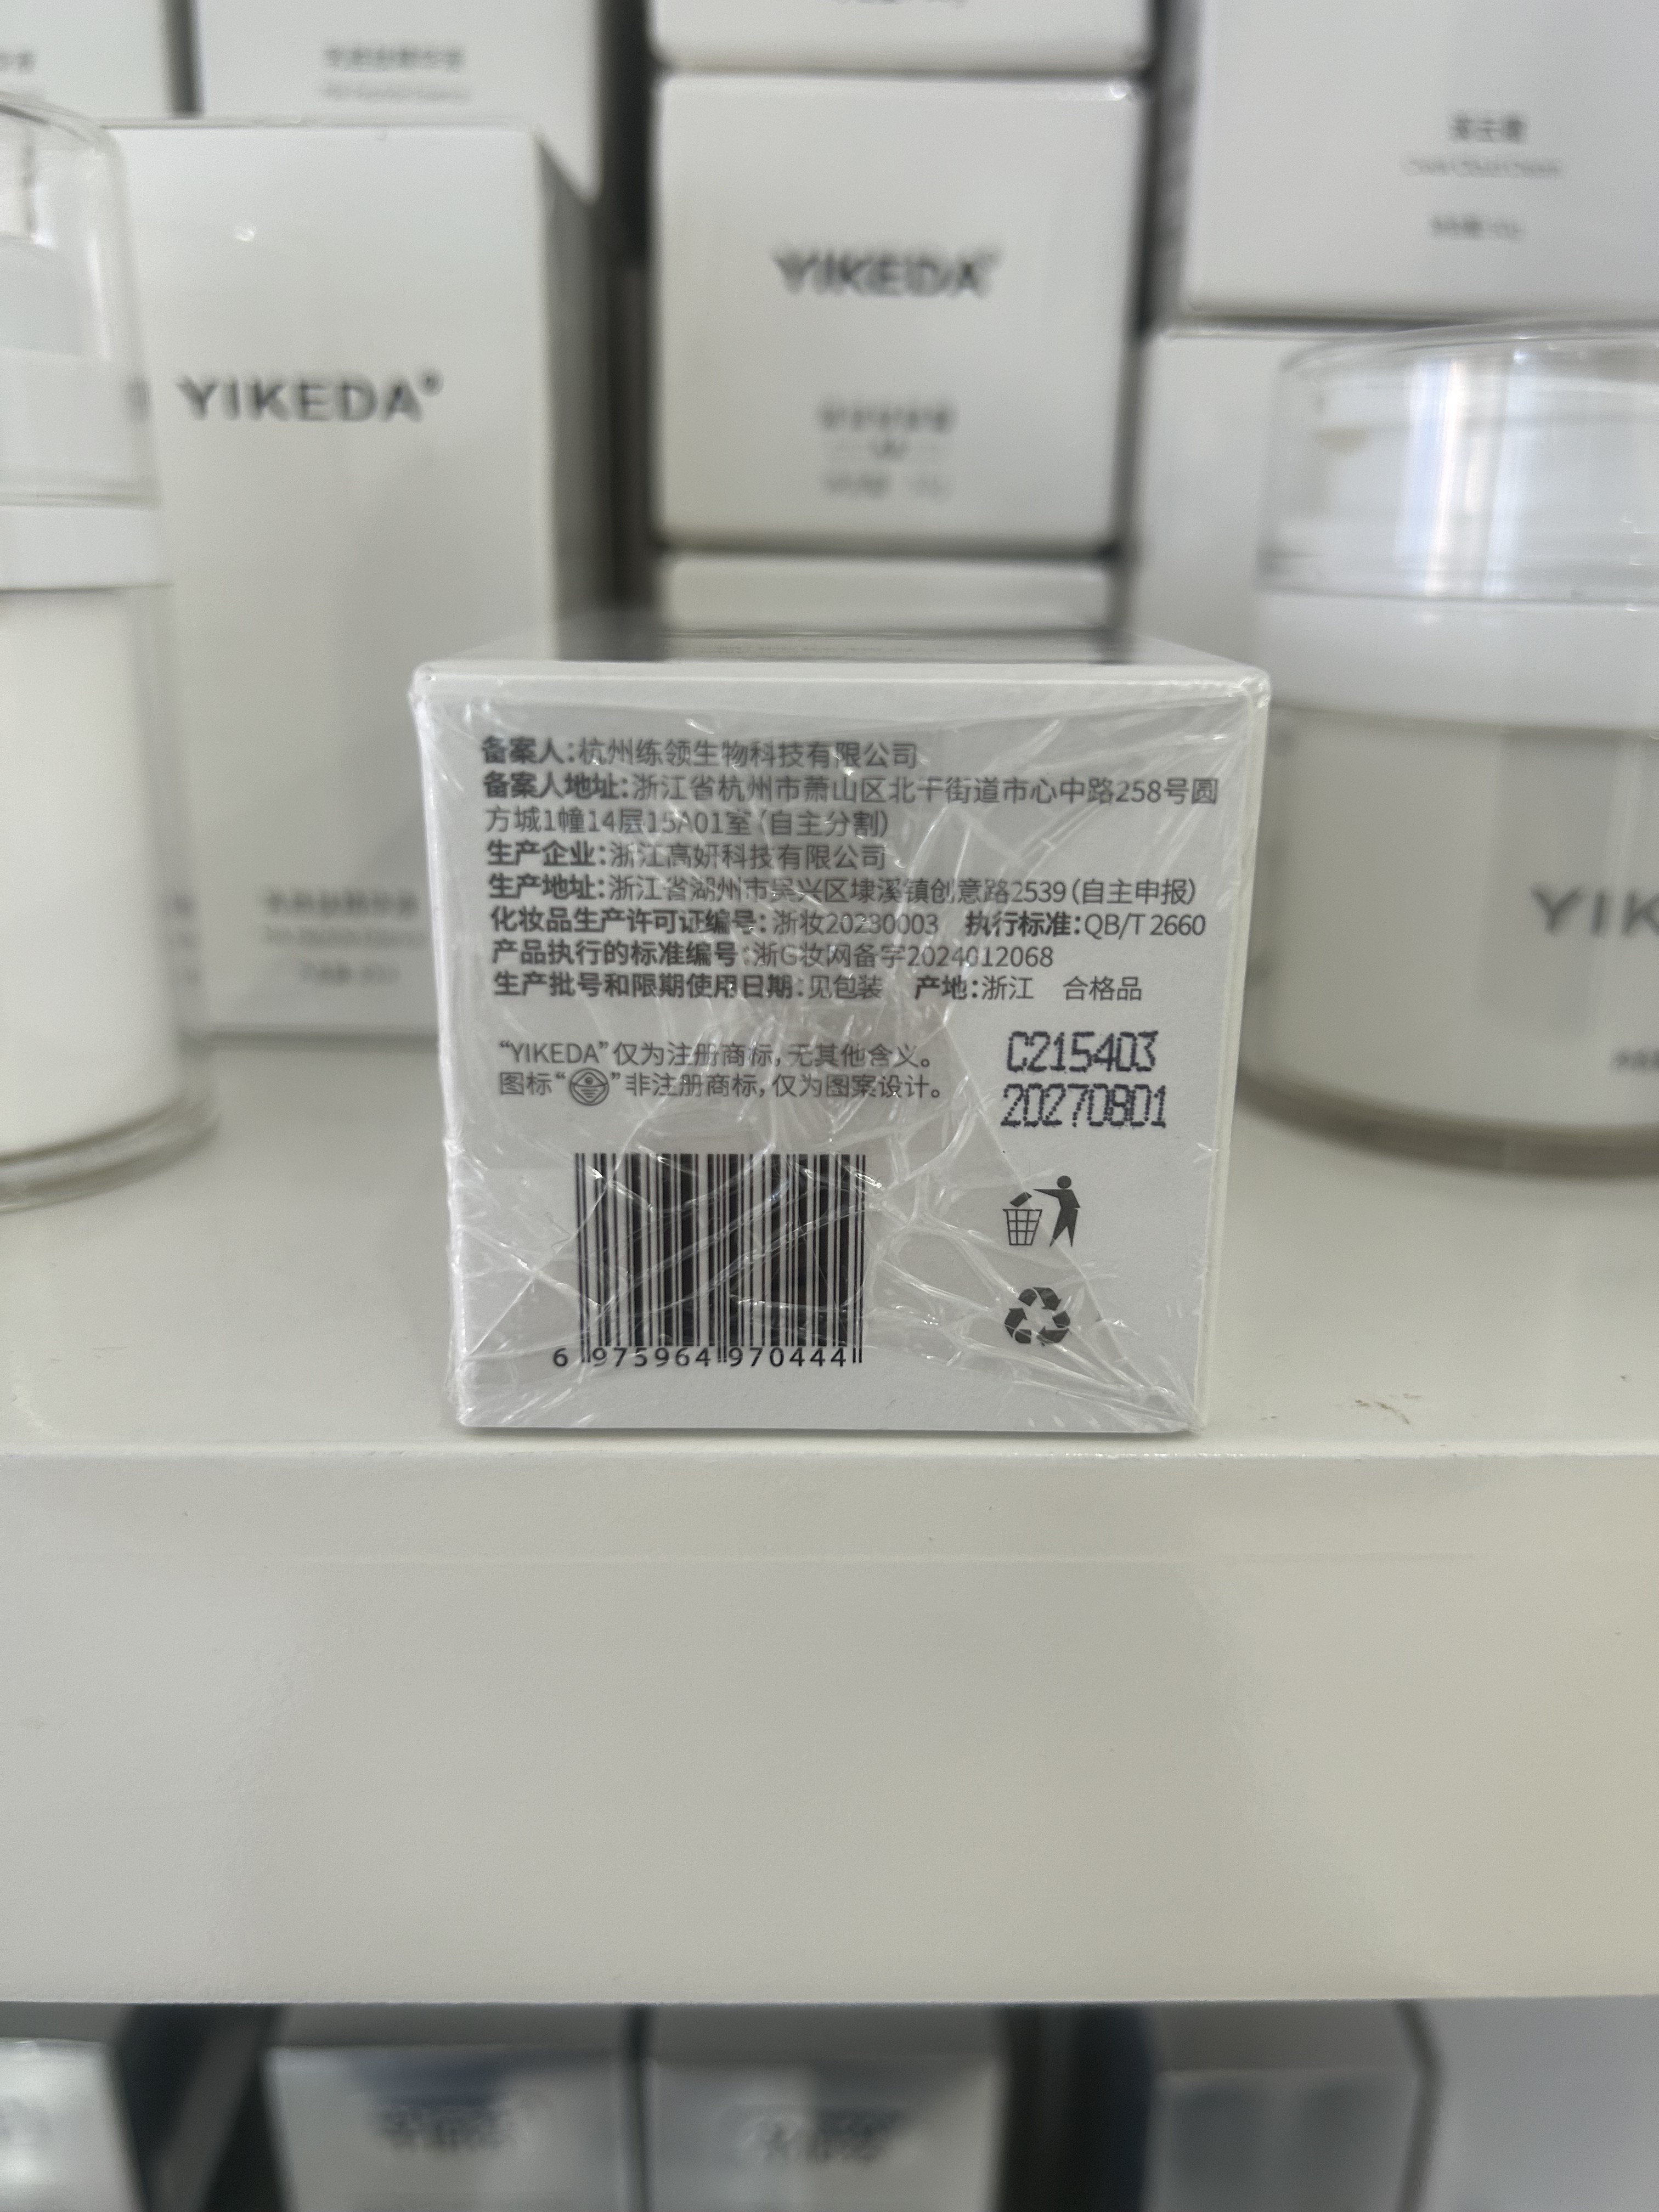 YIKEDA
YIKEDA®
YIK
备案人:杭州练领生物科技有限公司
备案人地址:浙江省杭州市萧山区北干街道市心中路258号圆
方城1幢14层15A01室(自主分割)
生产企业:浙江高妍科技有限公司
生产地址:浙江省湖州市吴兴区埭溪镇创意路2539(自主申报)
化妆品生产许可证编号:浙妆20230003 执行标准:QB/T 2660
产品执行的标准编号:浙G妆网备字2024012068
生产批号和限期使用日期:见包装 产地:浙江 合格品
“YIKEDA”仅为注册商标,无其他含义。
图标“”非注册商标,仅为图案设计。
C215403
20270801
6 975964 970444